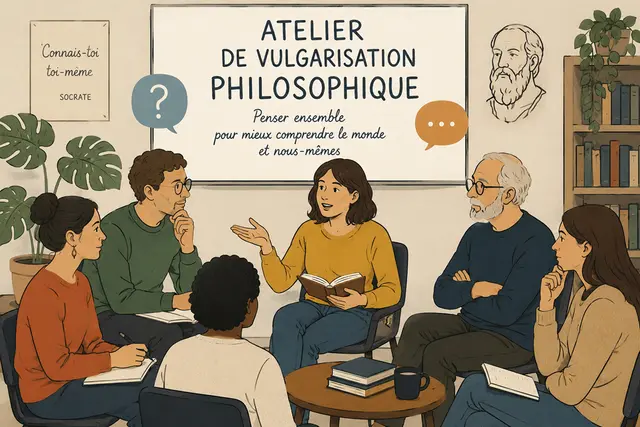 Connais-toi
toi-même
SOCRATE
ATELIER
DE VULGARISATION
PHILOSOPHIQUE
Penser ensemble
pour mieux comprendre le monde
et nous-mêmes
?
...